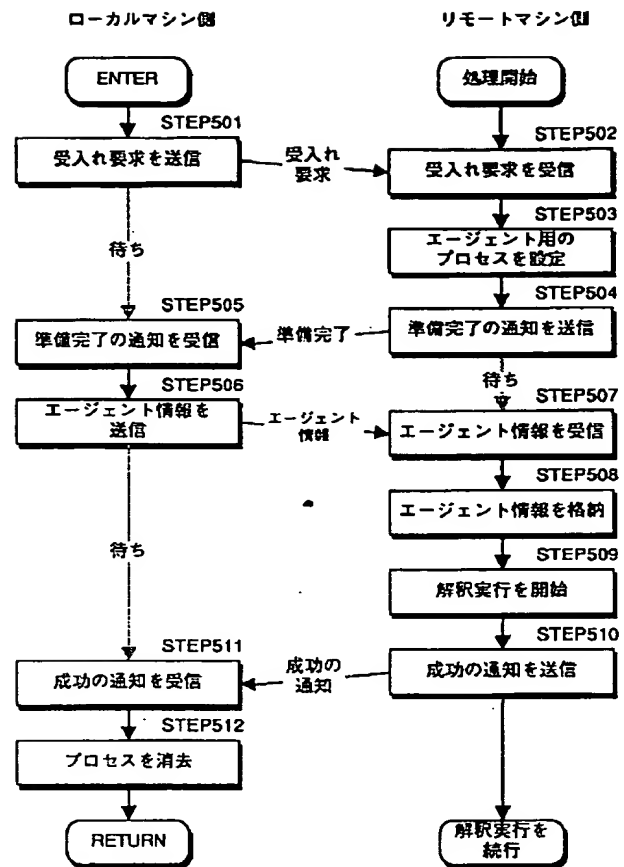 ローカルマシン側
リモートマシン側
ENTER
処理開始
STEP501
受入れ要求を送信
受入れ
要求
STEP502
受入れ要求を受信
STEP503
エージェント用の
プロセスを設定
待ち
STEP504
準備完了の通知を送信
準備完了
STEP505
準備完了の通知を受信
待ち
STEP506
エージェント情報を
送信
エージェント
情報
STEP507
エージェント情報を受信
STEP508
エージェント情報を格納
待ち
STEP509
解釈実行を開始
STEP510
成功の通知を送信
成功の
通知
STEP511
成功の通知を受信
STEP512
プロセスを消去
RETURN
解釈実行を
続行